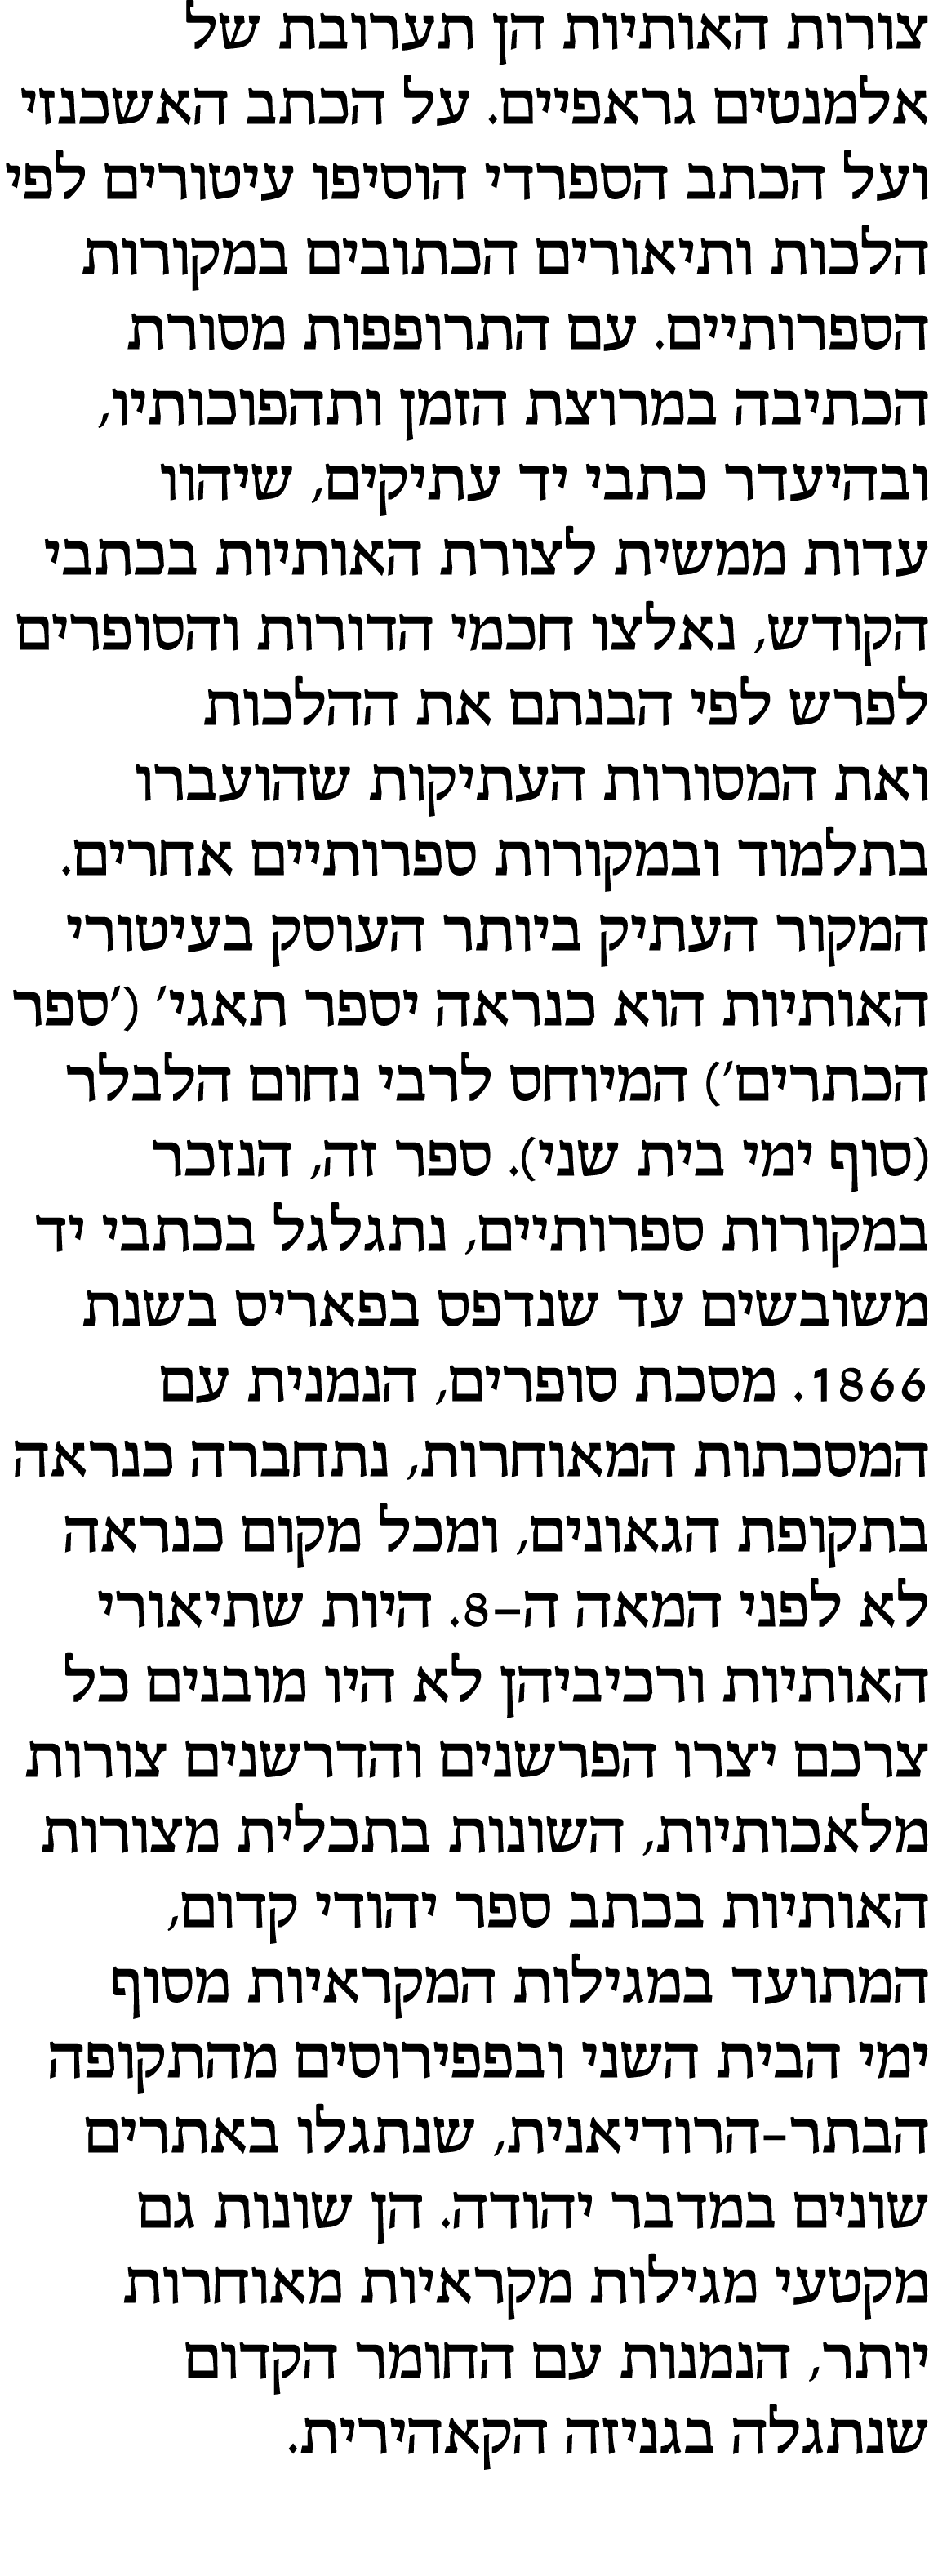 צורות האותיות הן תערובת של
אלמנטים גראפיים. על הכתב האשכנזי
ועל הכתב הספרדי הוסיפו עיטורים לפי
הלכות ותיאורים הכתובים במקורות
הספרותיים. עם התרופפות מסורת
הכתיבה במרוצת הזמן ותהפוכותיו,
ובהיעדר כתבי יד עתיקים, שיהוו
עדות ממשית לצורת האותיות בכתבי
הקודש, נאלצו חכמי הדורות והסופרים
לפרש לפי הבנתם את ההלכות
ואת המסורות העתיקות שהועברו
בתלמוד ובמקורות ספרותיים אחרים.
המקור העתיק ביותר העוסק בעיטורי
האותיות הוא כנראה יספר תאגי' ('ספר
הכתרים') המיוחס לרבי נחום הלבלר
(סוף ימי בית שני). ספר זה, הנזכר
במקורות ספרותיים, נתגלגל בכתבי יד
משובשים עד שנדפס בפאריס בשנת
1866. מסכת סופרים, הנמנית עם
המסכתות המאוחרות, נתחברה כנראה
בתקופת הגאונים, ומכל מקום כנראה
לא לפני המאה ה-8. היות שתיאורי
האותיות ורכיביהן לא היו מובנים כל
צרכם יצרו הפרשנים והדרשנים צורות
מלאכותיות, השונות בתכלית מצורות
האותיות בכתב ספר יהודי קדום,
המתועד במגילות המקראיות מסוף
ימי הבית השני ובפפירוסים מהתקופה
הבתר-הרודיאנית, שנתגלו באתרים
שונים במדבר יהודה. הן שונות גם
מקטעי מגילות מקראיות מאוחרות
יותר, הנמנות עם החומר הקדום
שנתגלה בגניזה הקאהירית.